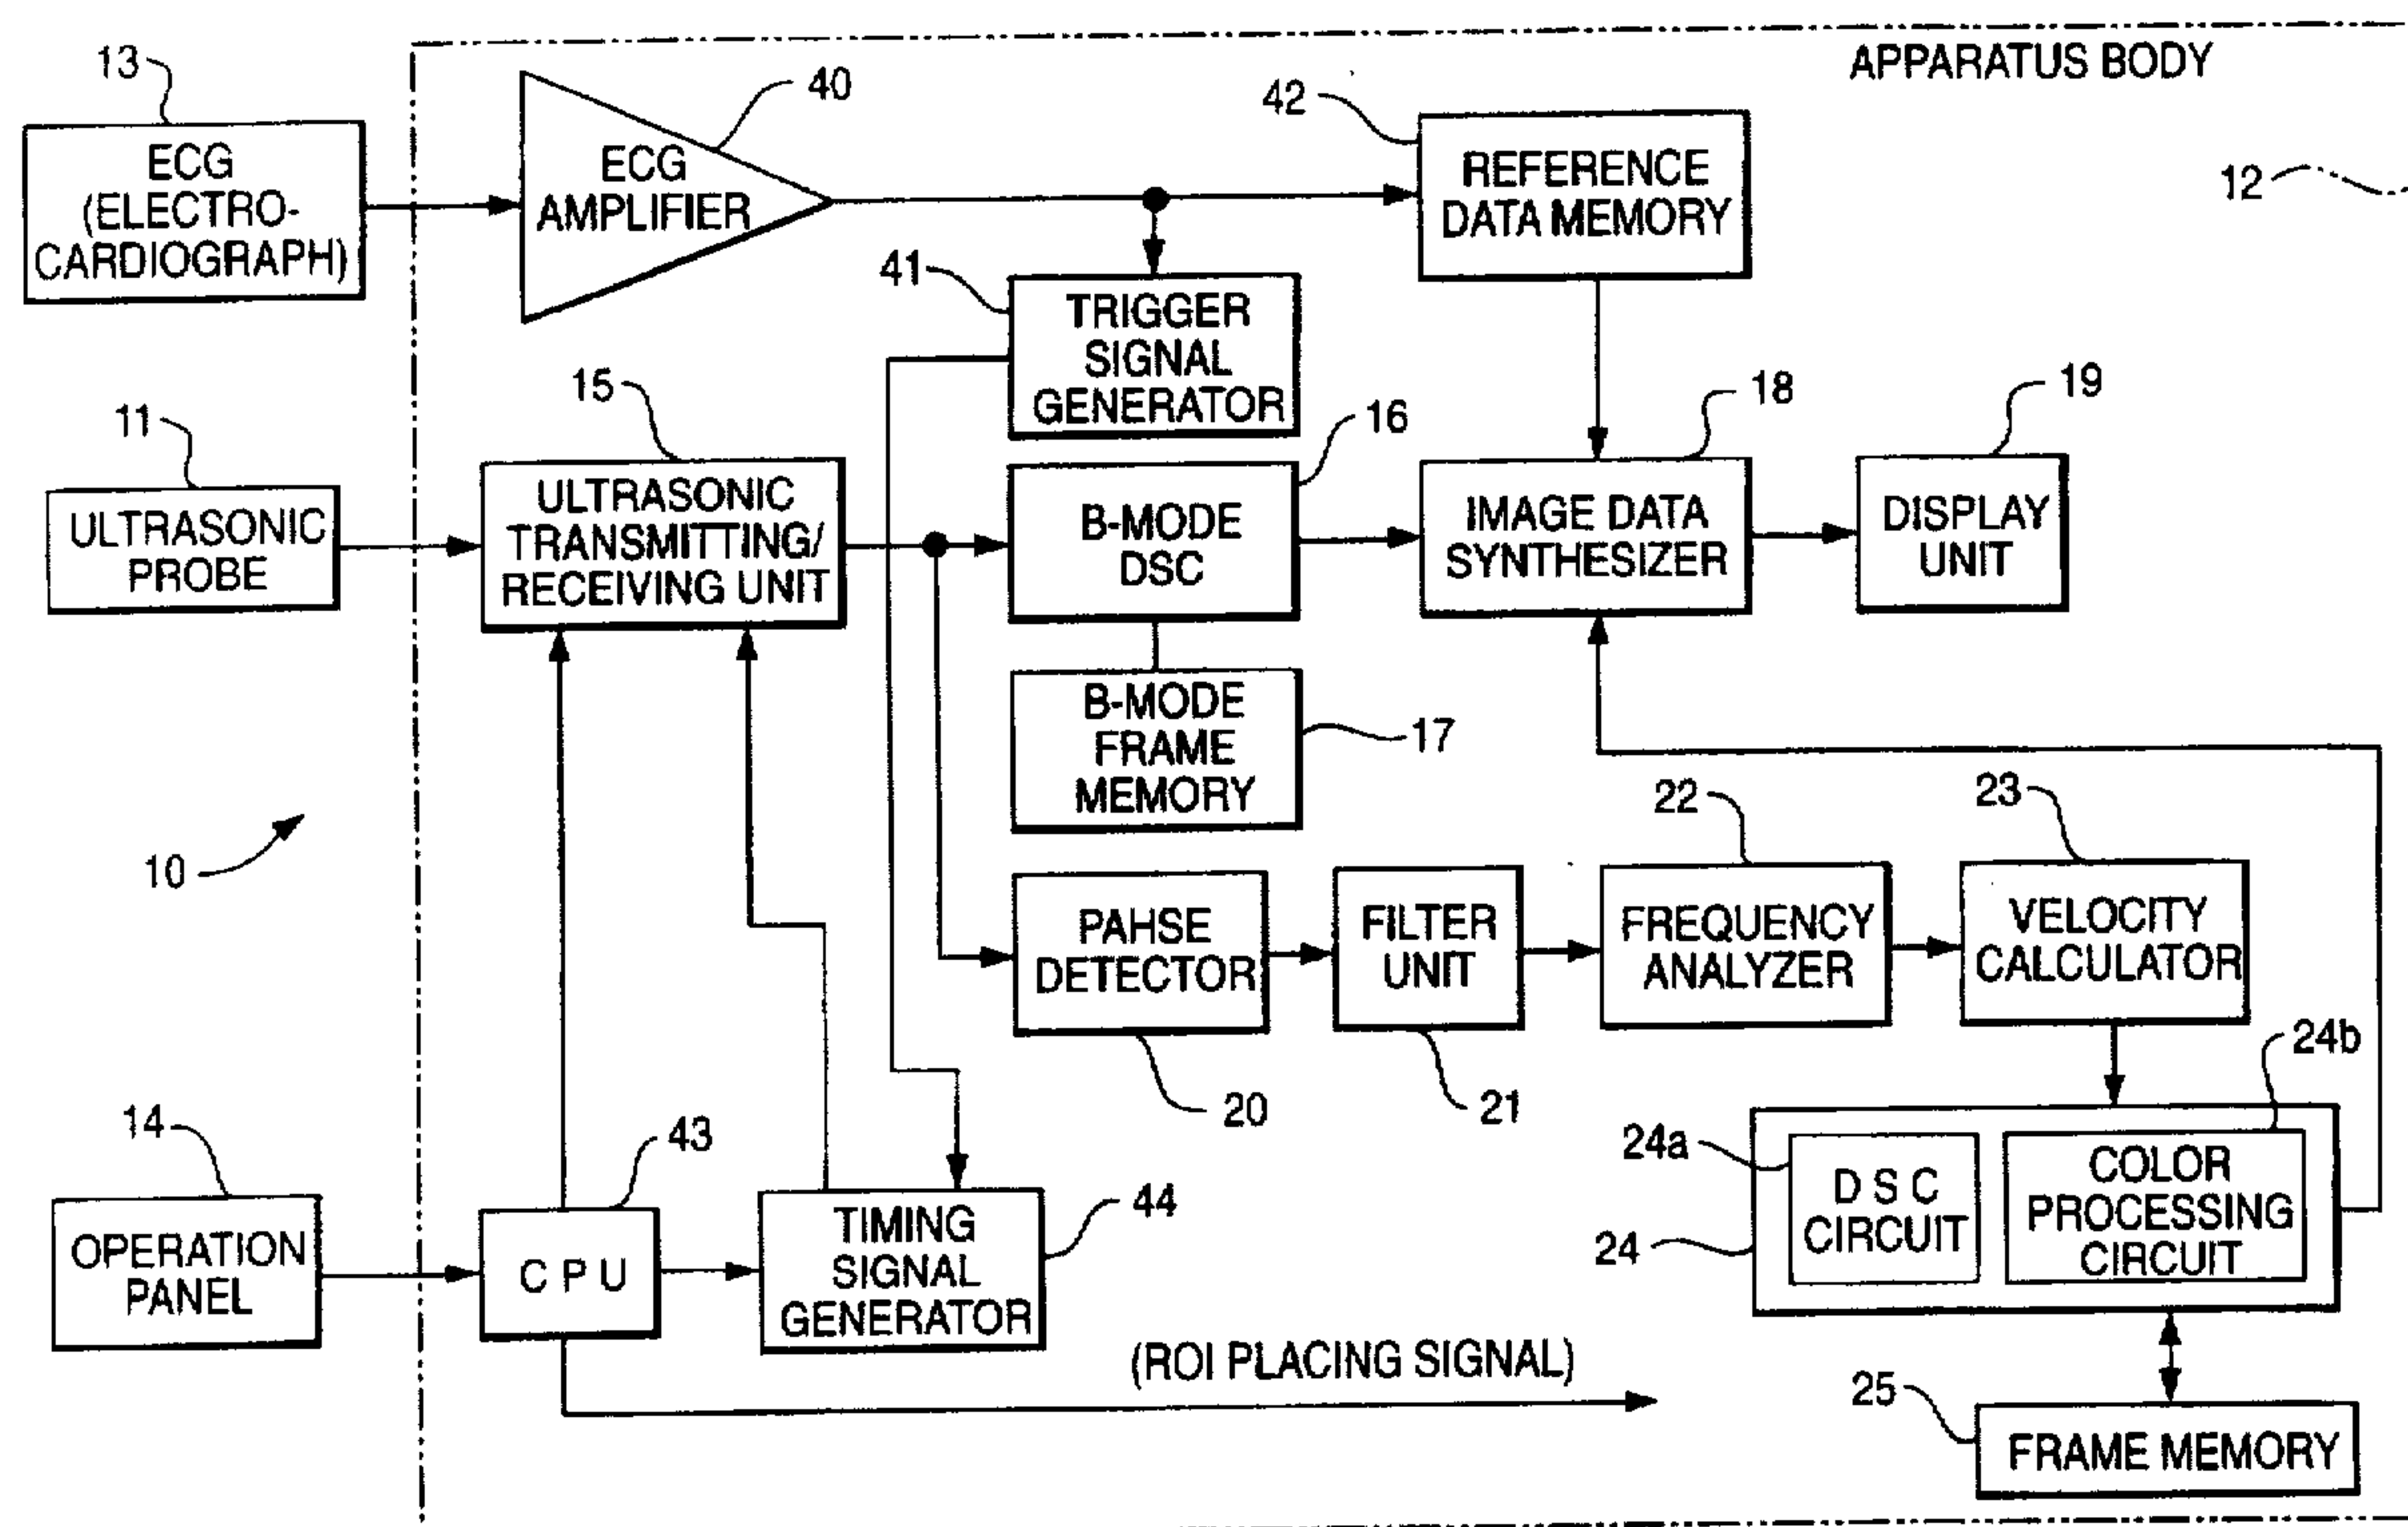 APPARATUS BODY
13
ECG
(ELECTRO-
CARDIOGRAPH)
40
ECG
AMPLIFIER
42
REFERENCE
DATA MEMORY
12
41
TRIGGER
SIGNAL
GENERATOR
11
ULTRASONIC
PROBE
15
ULTRASONIC
TRANSMITTING/
RECEIVING UNIT
16
B-MODE
DSC
18
IMAGE DATA
SYNTHESIZER
19
DISPLAY
UNIT
B-MODE
FRAME
MEMORY
17
10
PAHSE
DETECTOR
20
FILTER
UNIT
21
22
FREQUENCY
ANALYZER
23
VELOCITY
CALCULATOR
14
OPERATION
PANEL
43
C P U
44
TIMING
SIGNAL
GENERATOR
24a
D S C
CIRCUIT
24b
COLOR
PROCESSING
CIRCUIT
24
(ROI PLACING SIGNAL)
25
FRAME MEMORY